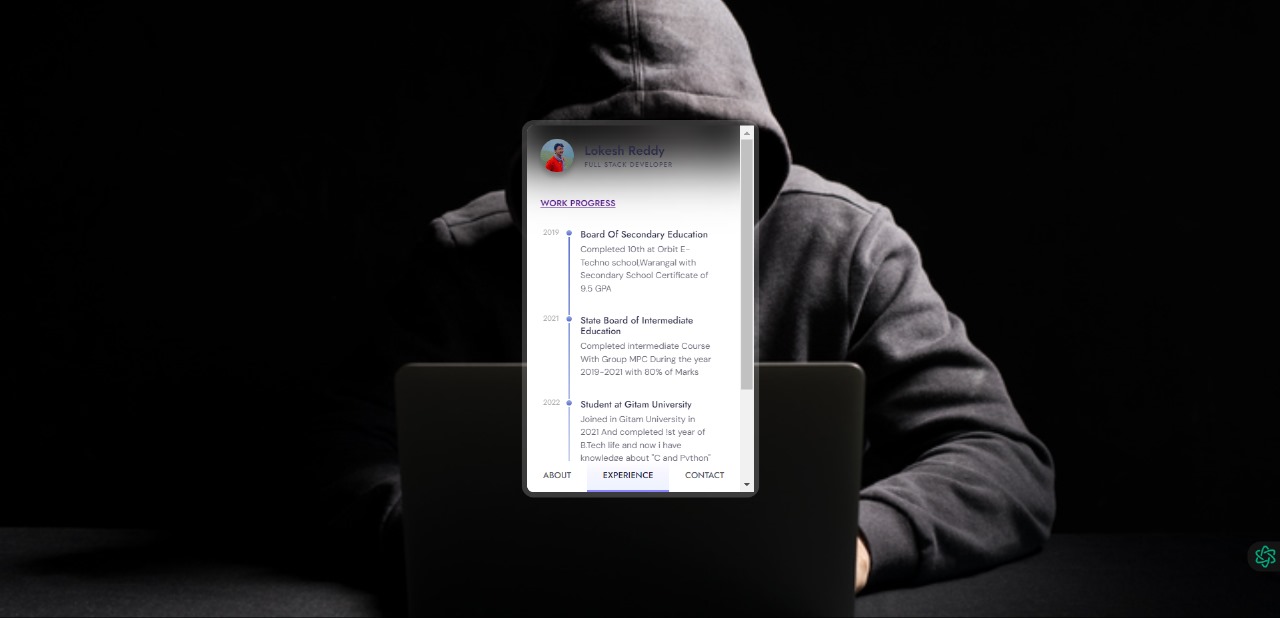 Lokesh Reddy
FULL STACK DEVELOPER
WORK PROGRESS
2019
Board Of Secondary Education
Completed 10th at Orbit E-
Techno school,Warangal with
Secondary School Certificate of
9.5 GPA
2021
State Board of Intermediate
Education
Completed intermediate Course
With Group MPC During the year
2019-2021 with 80% of Marks
2022
Student at Gitam University
Joined in Gitam University in
2021 And completed 1st year of
B.Tech life and now i have
knowledge about "C and Python"
ABOUT
EXPERIENCE
CONTACT